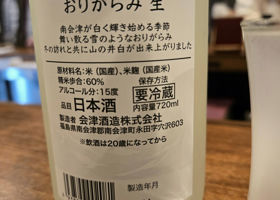 おりがらみ 生
南会津が白く輝き始める季節
舞い散る雪のようなおりがらみ
冬の訪れと共に山の井白が出来上がりました
原材料名:米(国産)、米麹(国産米)
精米歩合:60% 保存方法
アルコール分:15度 要冷蔵
品目 日本酒 内容量720ml
製造者 会津酒造株式会社
福島県南会津郡南会津町永田字穴沢603
※飲酒は20歳になってから
製造年月